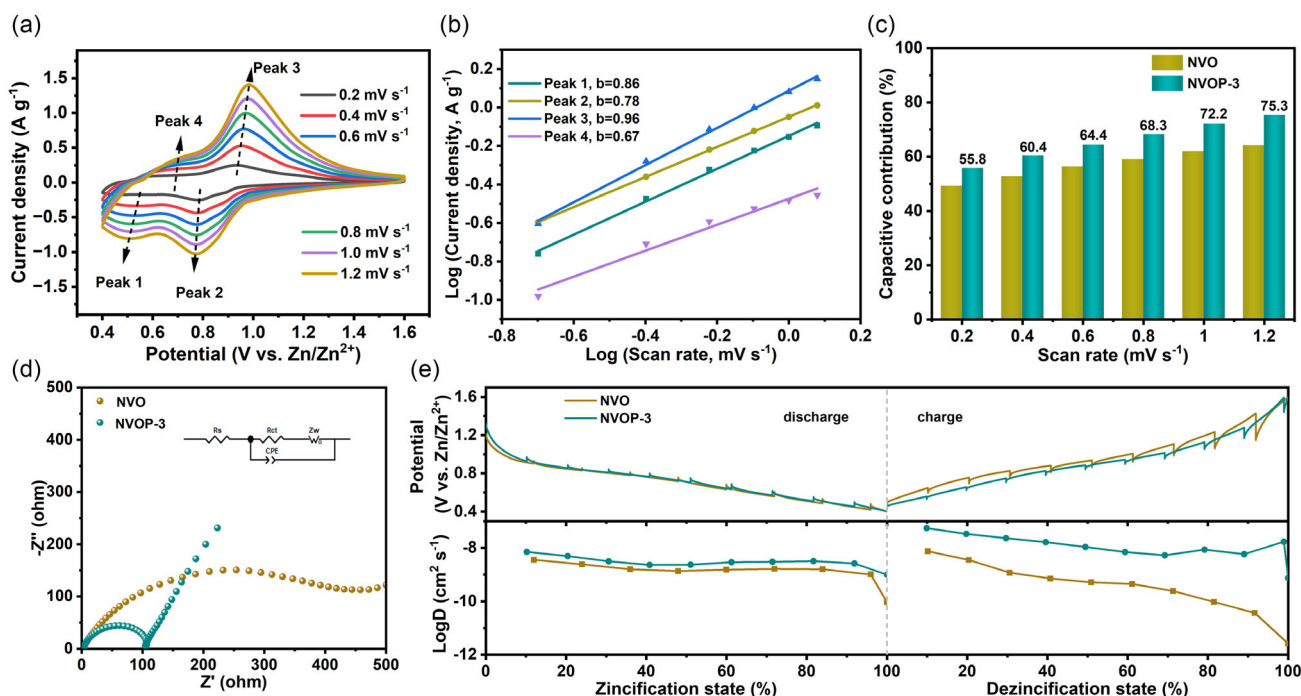 (a)
Current density (A g⁻¹)
1.5
1.0
0.5
0.0
−0.5
−1.0
−1.5
Peak 3
Peak 4
Peak 1
Peak 2
0.2 mV s⁻¹
0.4 mV s⁻¹
0.6 mV s⁻¹
0.8 mV s⁻¹
1.0 mV s⁻¹
1.2 mV s⁻¹
0.4 0.6 0.8 1.0 1.2 1.4 1.6
Potential (V vs. Zn/Zn²⁺)
(b)
Log (Current density, A g⁻¹)
0.2
0.0
-0.2
-0.4
-0.6
-0.8
-1.0
Peak 1, b=0.86
Peak 2, b=0.78
Peak 3, b=0.96
Peak 4, b=0.67
-0.8 -0.6 -0.4 -0.2 0.0 0.2
Log (Scan rate, mV s⁻¹)
(c)
Capacitive contribution (%)
100
80
60
40
20
0
NVO
NVOP-3
55.8 60.4 64.4 68.3 72.2 75.3
0.2 0.4 0.6 0.8 1 1.2
Scan rate (mV s⁻¹)
(d)
-Z'' (ohm)
500
400
300
200
100
0
NVO
NVOP-3
Rs Rct Zw
CPE
0 100 200 300 400 500
Z' (ohm)
(e)
Potential
(V vs. Zn/Zn²⁺)
1.6
1.2
0.8
0.4
NVO
NVOP-3
discharge charge
LogD (cm² s⁻¹)
-8
-10
-12
0 20 40 60 80 100 20 40 60 80 100
Zincification state (%) Dezincification state (%)